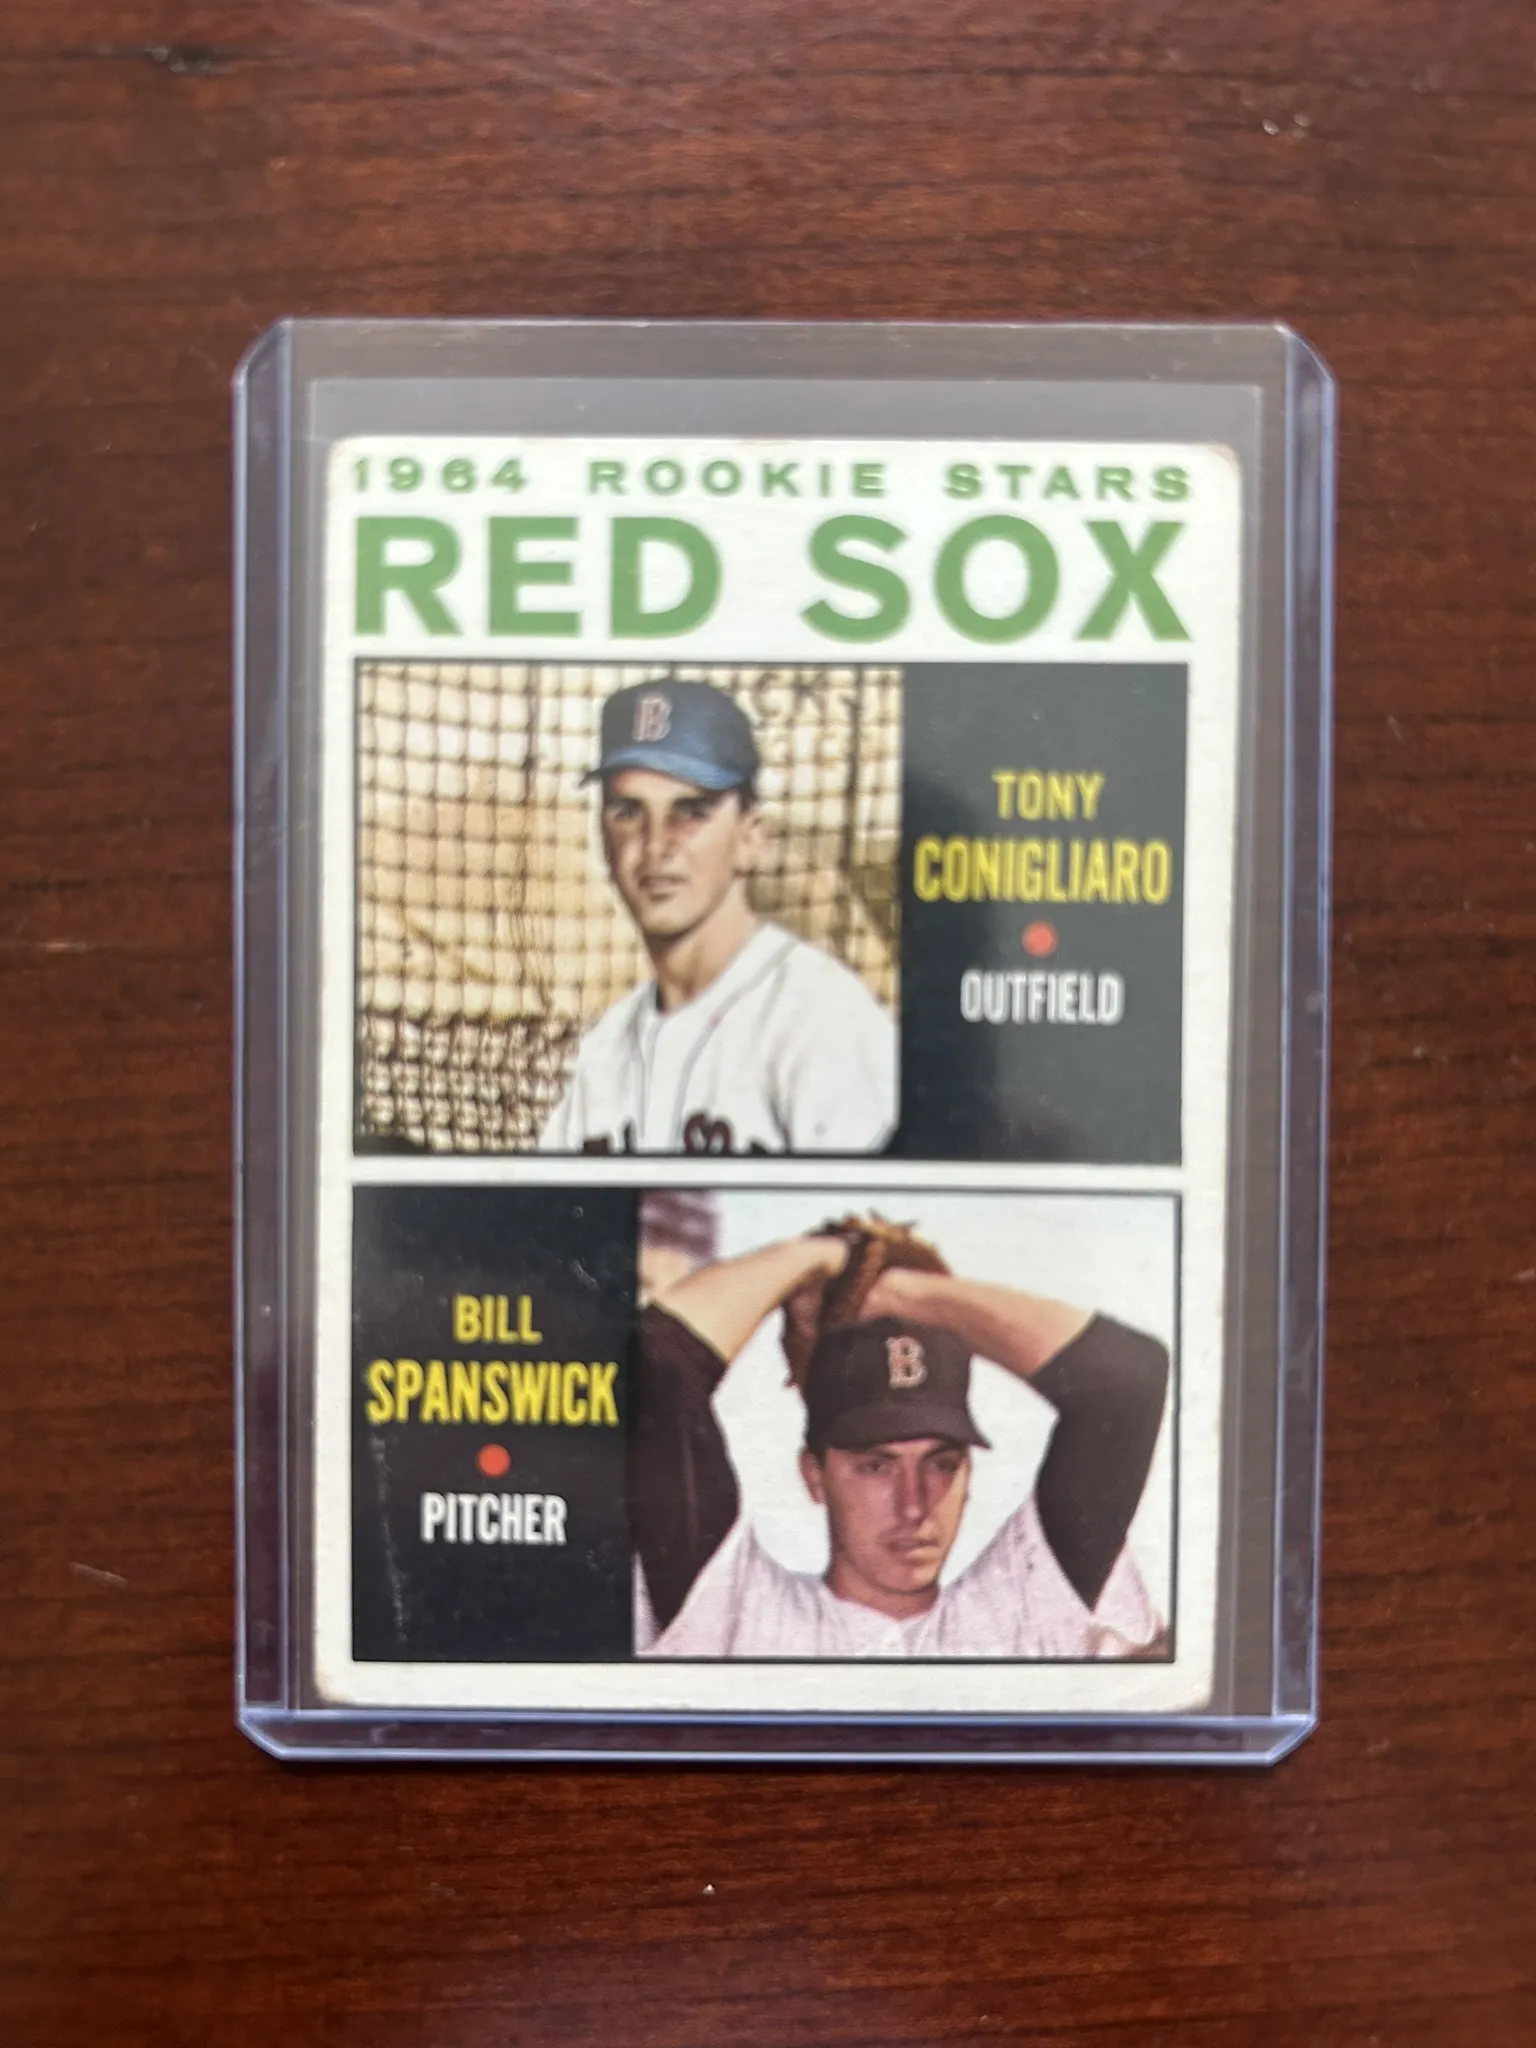 1964 ROOKIE STARS
RED SOX
B
TONY
CONIGLIARO
OUTFIELD
BILL
SPANSWICK
PITCHER
B